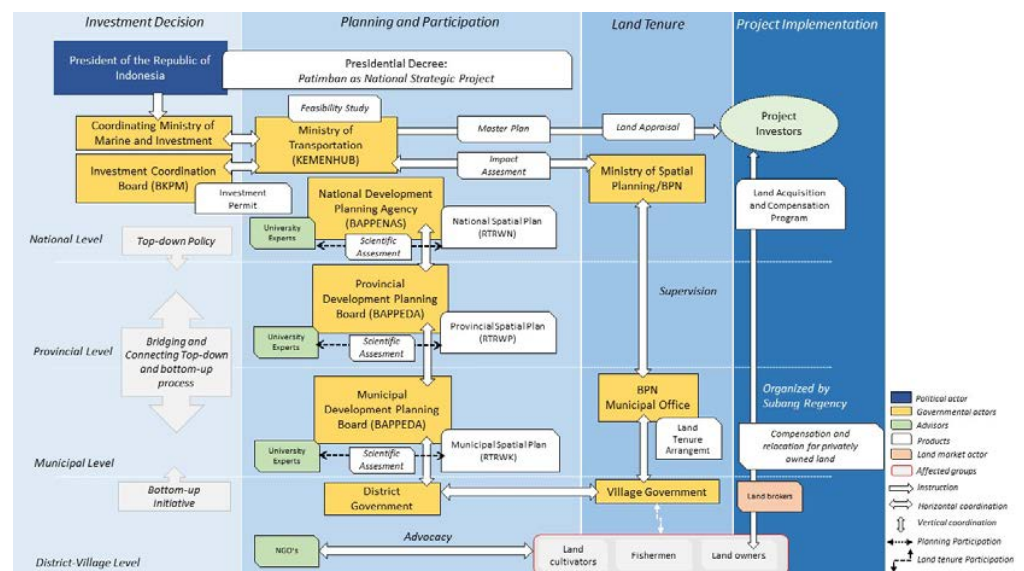 Investment Decision
Planning and Participation
Land Tenure
Project Implementation
President of the Republic of
Indonesia
Presidential Decree:
Patimban as National Strategic Project
Feasibility Study
Coordinating Ministry of
Marine and Investment
Ministry of
Transportation
(KEMENHUB)
Master Plan
Land Appraisal
Project
Investors
Investment Coordination
Board (BKPM)
Impact
Assesment
Ministry of Spatial
Planning/BPN
Investment
Permit
National Development
Planning Agency
(BAPPENAS)
Land Acquisition
and Compensation
Program
National Level
Top-down Policy
University
Experts
Scientific
Assesment
National Spatial Plan
(RTRWN)
Provincial
Development Planning
Board (BAPPEDA)
Supervision
Provincial Level
Bridging and
Connecting Top-down
and bottom-up
process
University
Experts
Scientific
Assesment
Provincial Spatial Plan
(RTRWP)
Municipal
Development Planning
Board (BAPPEDA)
BPN
Municipal Office
Organized by
Subang Regency
Land
Tenure
Arrangemt
Compensation and
relocation for privately
owned land
Municipal Level
University
Experts
Scientific
Assesment
Municipal Spatial Plan
(RTRWK)
Bottom-up
Initiative
District
Government
Village Government
Land brokers
Advocacy
NGO's
Land
cultivators
Fishermen
Land owners
District-Village Level
Political actor
Governmental actors
Advisors
Products
Land market actor
Affected groups
Instruction
Horizontal coordination
Vertical coordination
Planning Participation
Land tenure Participation